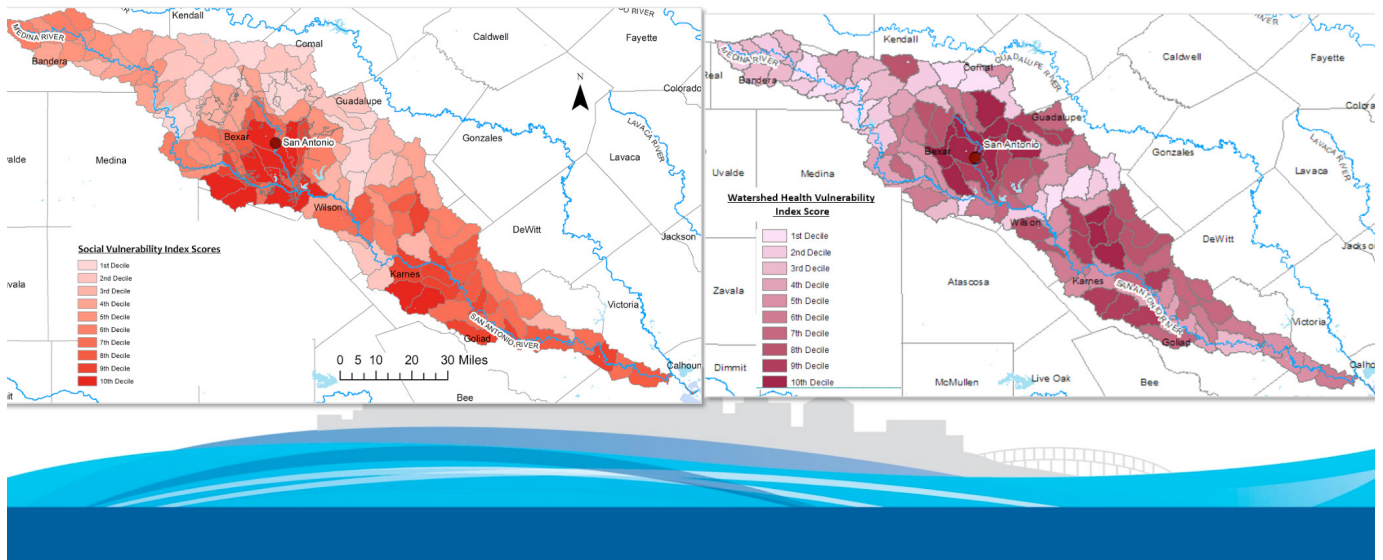 Kendall
MEDINA RIVER
Comal
Caldwell
Fayette
Bandera
N
Guadalupe
Colorado
Bexar
San Antonio
Gonzales
LAVACA RIVER
Medina
Lavaca
Wilson
DeWitt
Jackson
Social Vulnerability Index Scores
1st Decile
2nd Decile
3rd Decile
4th Decile
5th Decile
6th Decile
7th Decile
8th Decile
9th Decile
10th Decile
Karnes
SAN ANTONIO RIVER
Goliad
Victoria
0 5 10 20 30 Miles
Calhoun
Bee
Kendall
MEDINA RIVER
Real
Bandera
Comal
GUADALUPE RIVER
Caldwell
Fayette
Guadalupe
Bexar
San Antonio
Gonzales
LAVACA RIVER
Lavaca
Uvalde
Medina
Watershed Health Vulnerability
Index Score
1st Decile
2nd Decile
3rd Decile
4th Decile
5th Decile
6th Decile
7th Decile
8th Decile
9th Decile
10th Decile
Wilson
DeWitt
Zavala
Atascosa
Karnes
SAN ANTONIO RIVER
Victoria
Goliad
Dimmit
McMullen
Live Oak
Bee